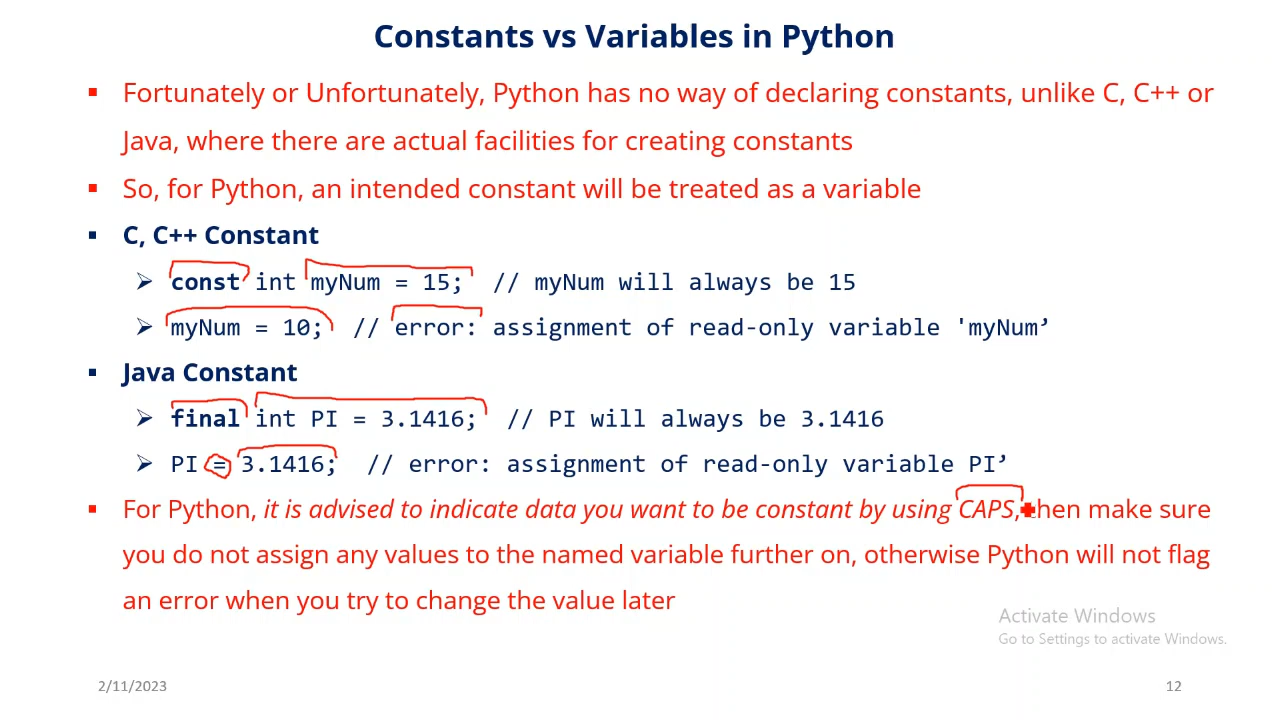 Constants vs Variables in Python
▪ Fortunately or Unfortunately, Python has no way of declaring constants, unlike C, C++ or
Java, where there are actual facilities for creating constants
▪ So, for Python, an intended constant will be treated as a variable
▪ C, C++ Constant
➢ const int myNum = 15; // myNum will always be 15
➢ myNum = 10; // error: assignment of read-only variable 'myNum’
▪ Java Constant
➢ final int PI = 3.1416; // PI will always be 3.1416
➢ PI = 3.1416; // error: assignment of read-only variable PI’
▪ For Python, it is advised to indicate data you want to be constant by using CAPS, then make sure
you do not assign any values to the named variable further on, otherwise Python will not flag
an error when you try to change the value later
Activate Windows
Go to Settings to activate Windows.
2/11/2023
12